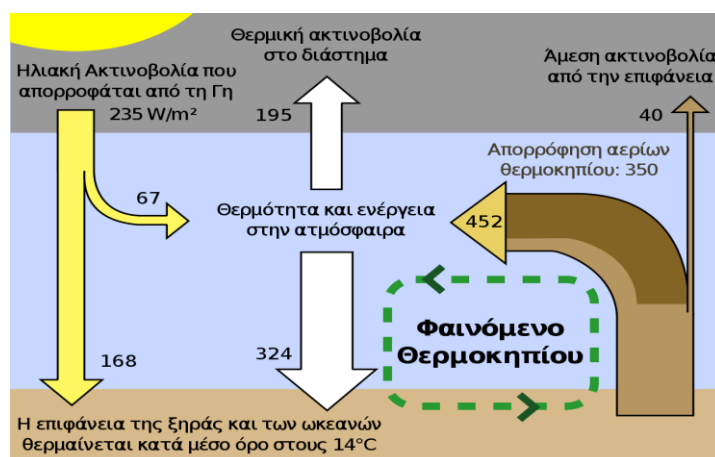 Ηλιακή Ακτινοβολία που
απορροφάται από τη Γη
235 W/m²
Θερμική ακτινοβολία
στο διάστημα
195
Άμεση ακτινοβολία
από την επιφάνεια
40
Απορρόφηση αερίων
θερμοκηπίου: 350
67
Θερμότητα και ενέργεια
στην ατμόσφαιρα
452
168
324
Φαινόμενο
Θερμοκηπίου
Η επιφάνεια της ξηράς και των ωκεανών
θερμαίνεται κατά μέσο όρο στους 14°C